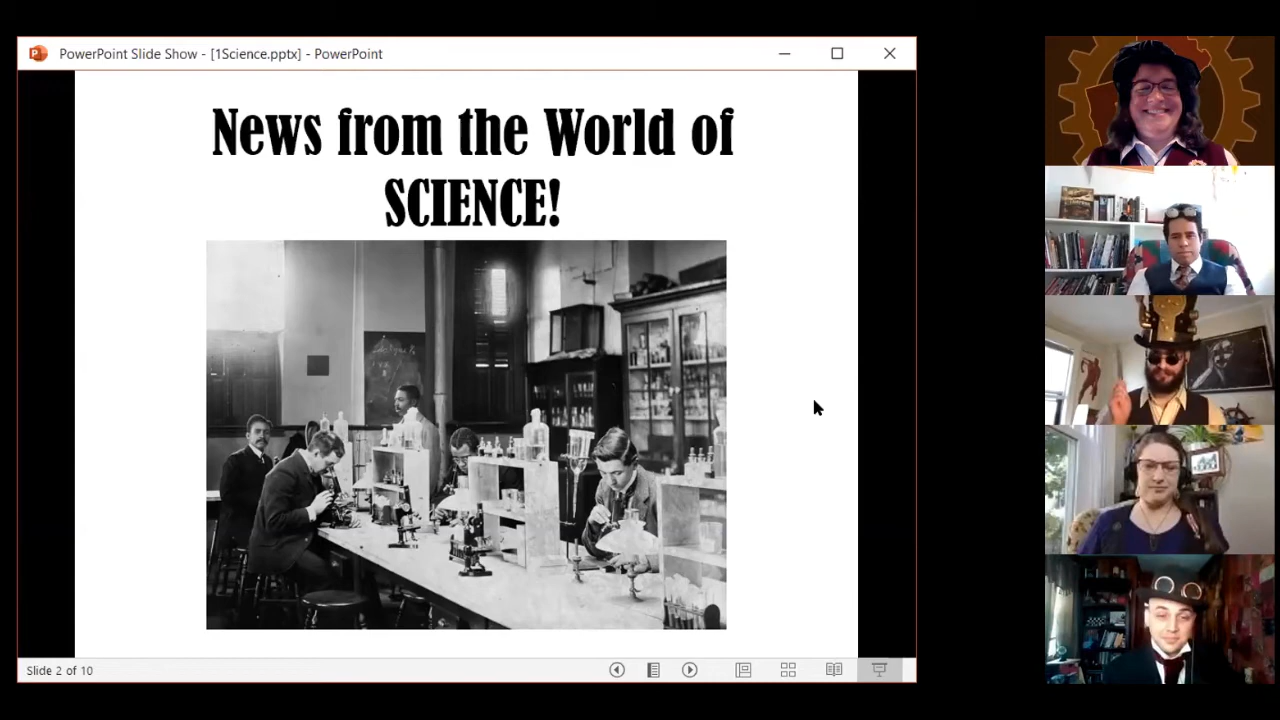 PowerPoint Slide Show - [1Science.pptx] - PowerPoint
News from the World of
SCIENCE!
Slide 2 of 10